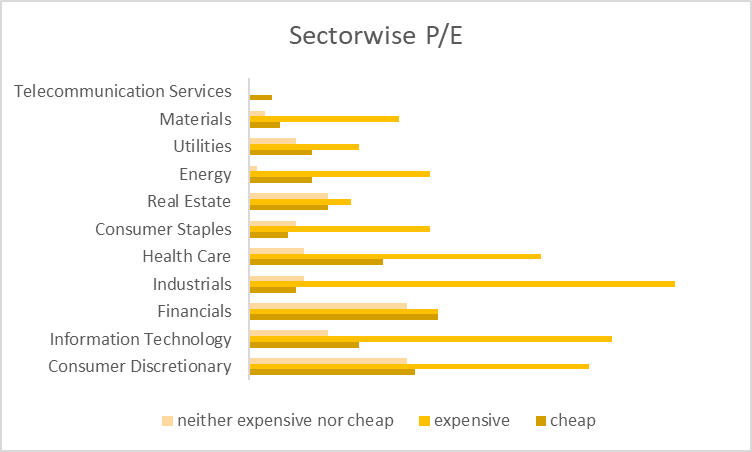 Sectorwise P/E
Telecommunication Services
Materials
Utilities
Energy
Real Estate
Consumer Staples
Health Care
Industrials
Financials
Information Technology
Consumer Discretionary
neither expensive nor cheap expensive cheap